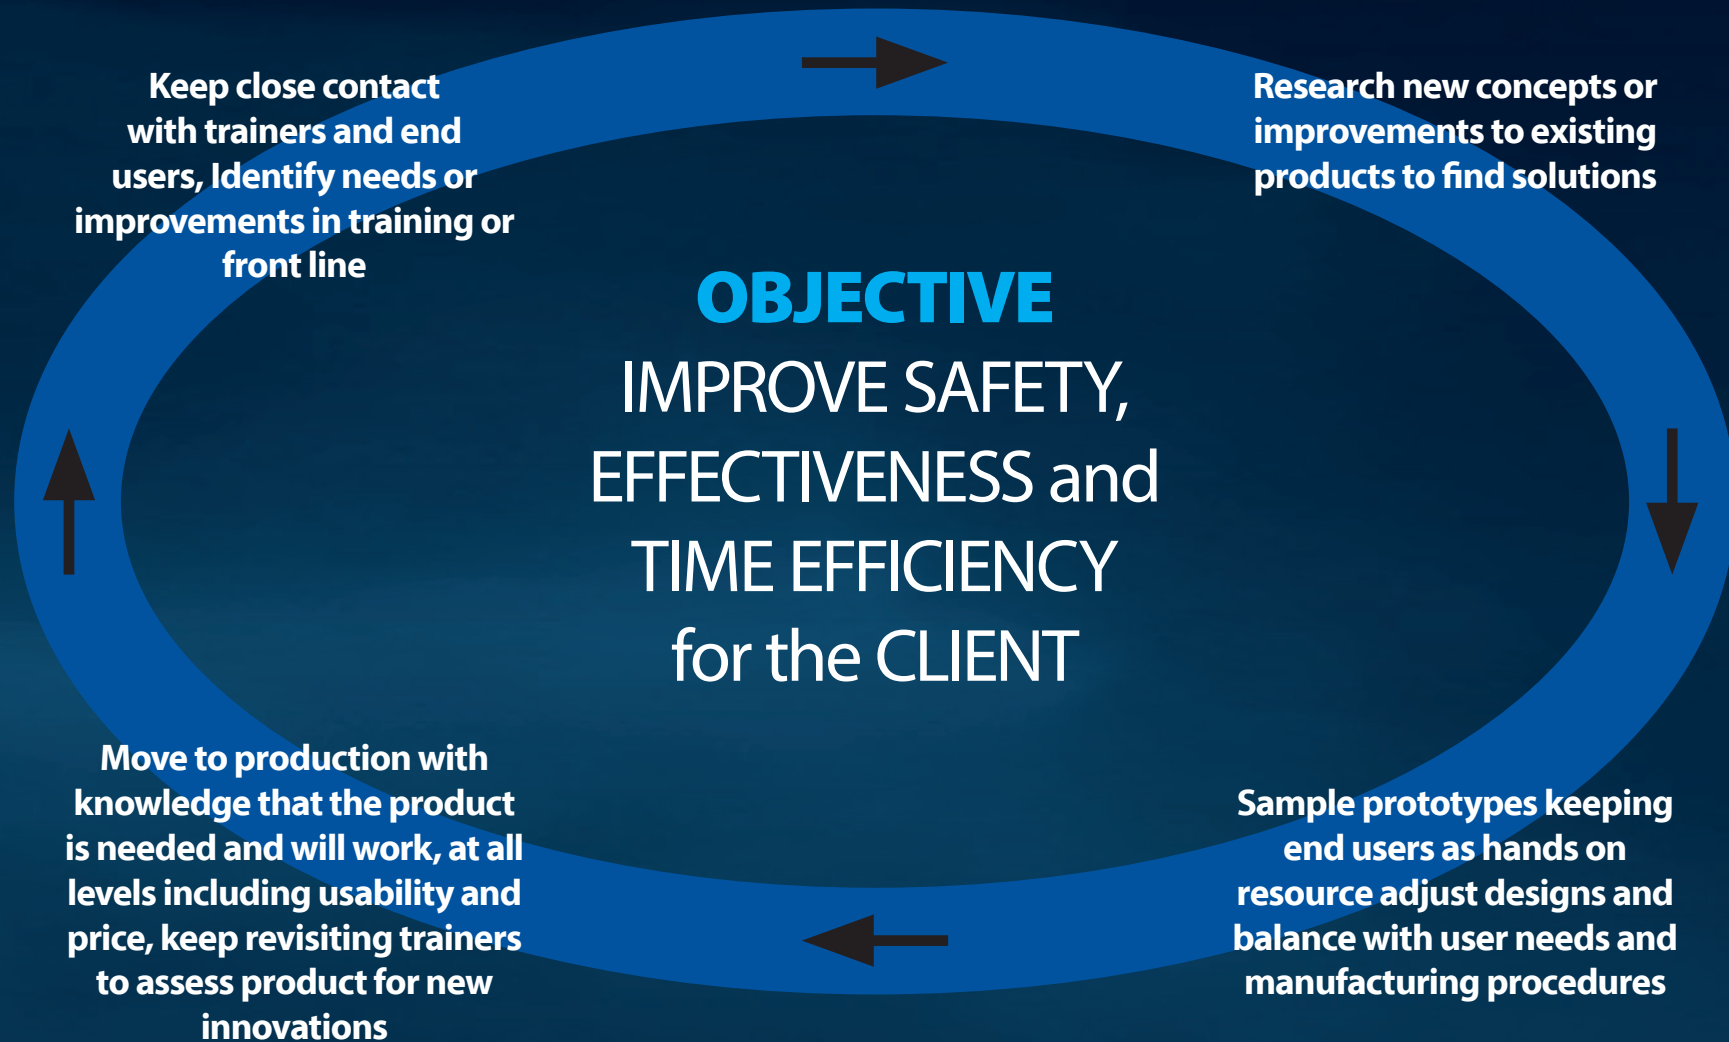 Keep close contact
with trainers and end
users, Identify needs or
improvements in training or
front line
Research new concepts or
improvements to existing
products to find solutions
OBJECTIVE
IMPROVE SAFETY,
EFFECTIVENESS and
TIME EFFICIENCY
for the CLIENT
Sample prototypes keeping
end users as hands on
resource adjust designs and
balance with user needs and
manufacturing procedures
Move to production with
knowledge that the product
is needed and will work, at all
levels including usability and
price, keep revisiting trainers
to assess product for new
innovations